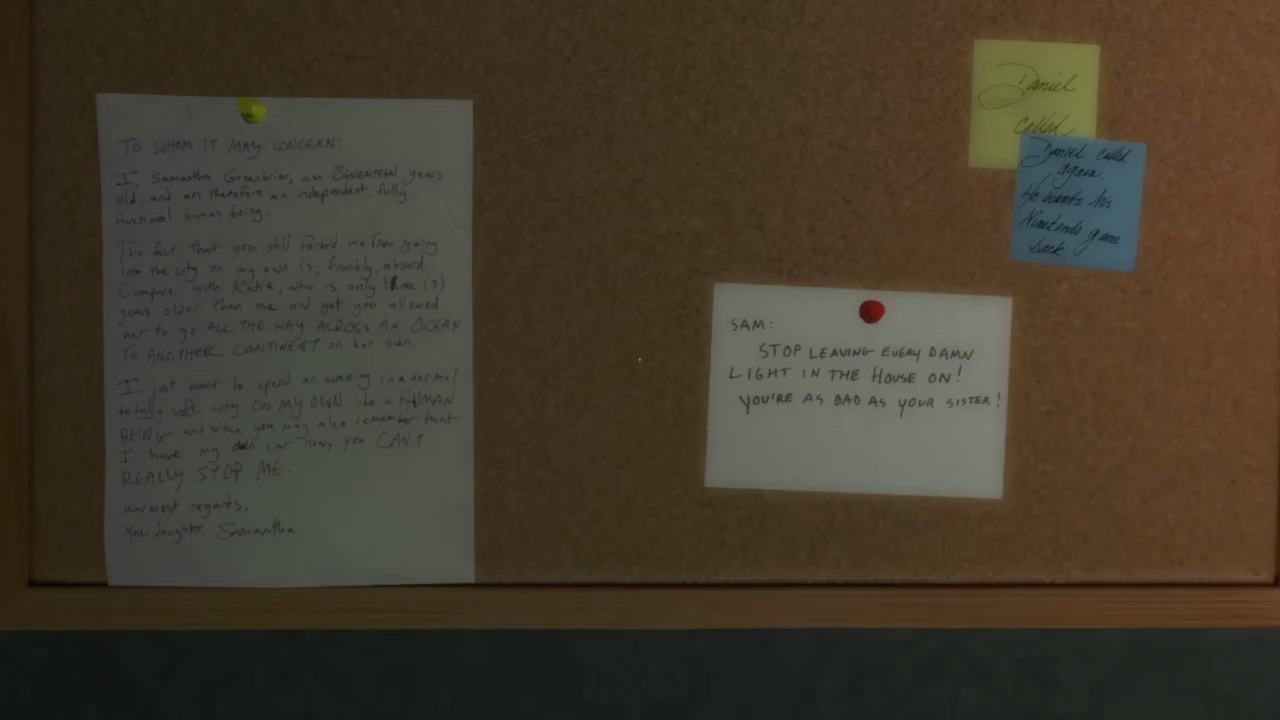 TO WHOM IT MAY CONCERN:
I, Samantha Greenbriar, am SEVENTEEN years
old, and am therefore an independent, fully
functional human being.
The fact that you still forbid me from going
into the city on my own is, frankly, absurd.
Compare with Katie, who is only three (3)
years older than me and yet you allowed
her to go ALL THE WAY ACROSS AN OCEAN
TO ANOTHER CONTINENT on her own.
I just want to spend an evening in a normal
totally safe city ON MY OWN like a HUMAN
BEING and since you may also remember that
I have my own car now, you CAN'T
REALLY STOP ME.
Warmest regards,
Your daughter Samantha
SAM:
STOP LEAVING EVERY DAMN
LIGHT IN THE HOUSE ON!
YOU'RE AS BAD AS YOUR SISTER!
Daniel
called
Daniel called
again.
He wants his
Nintendo game
back.